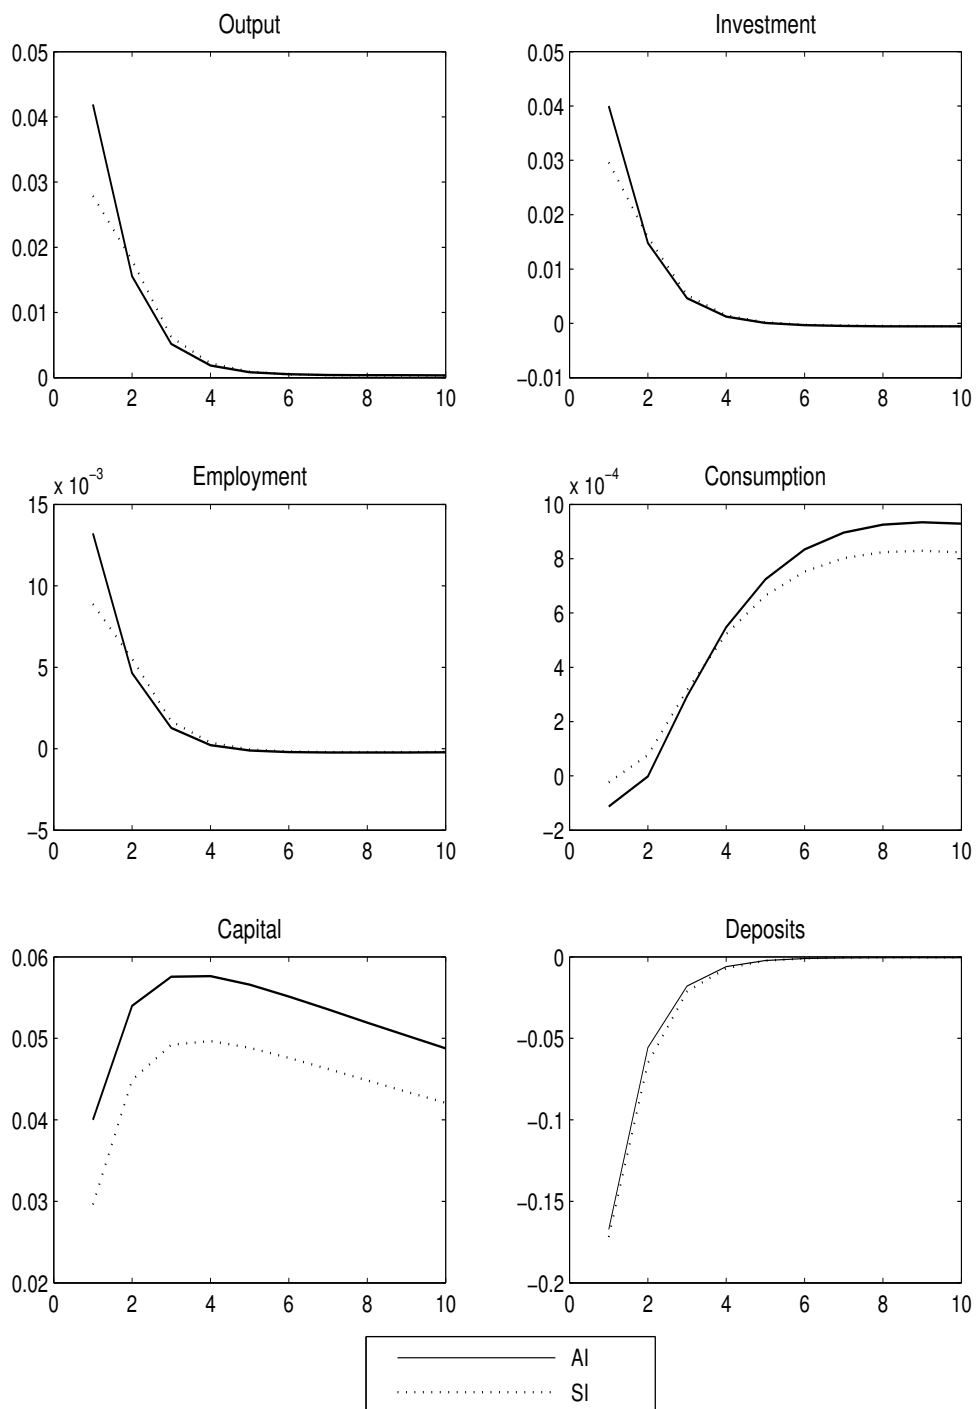 Output
0.05
0.04
0.03
0.02
0.01
0
0 2 4 6 8 10
Investment
0.05
0.04
0.03
0.02
0.01
0
−0.01
0 2 4 6 8 10
Employment
x 10−3
15
10
5
0
−5
0 2 4 6 8 10
Consumption
x 10−4
10
8
6
4
2
0
−2
0 2 4 6 8 10
Capital
0.06
0.05
0.04
0.03
0.02
0 2 4 6 8 10
Deposits
0
−0.05
−0.1
−0.15
−0.2
0 2 4 6 8 10
AI
SI